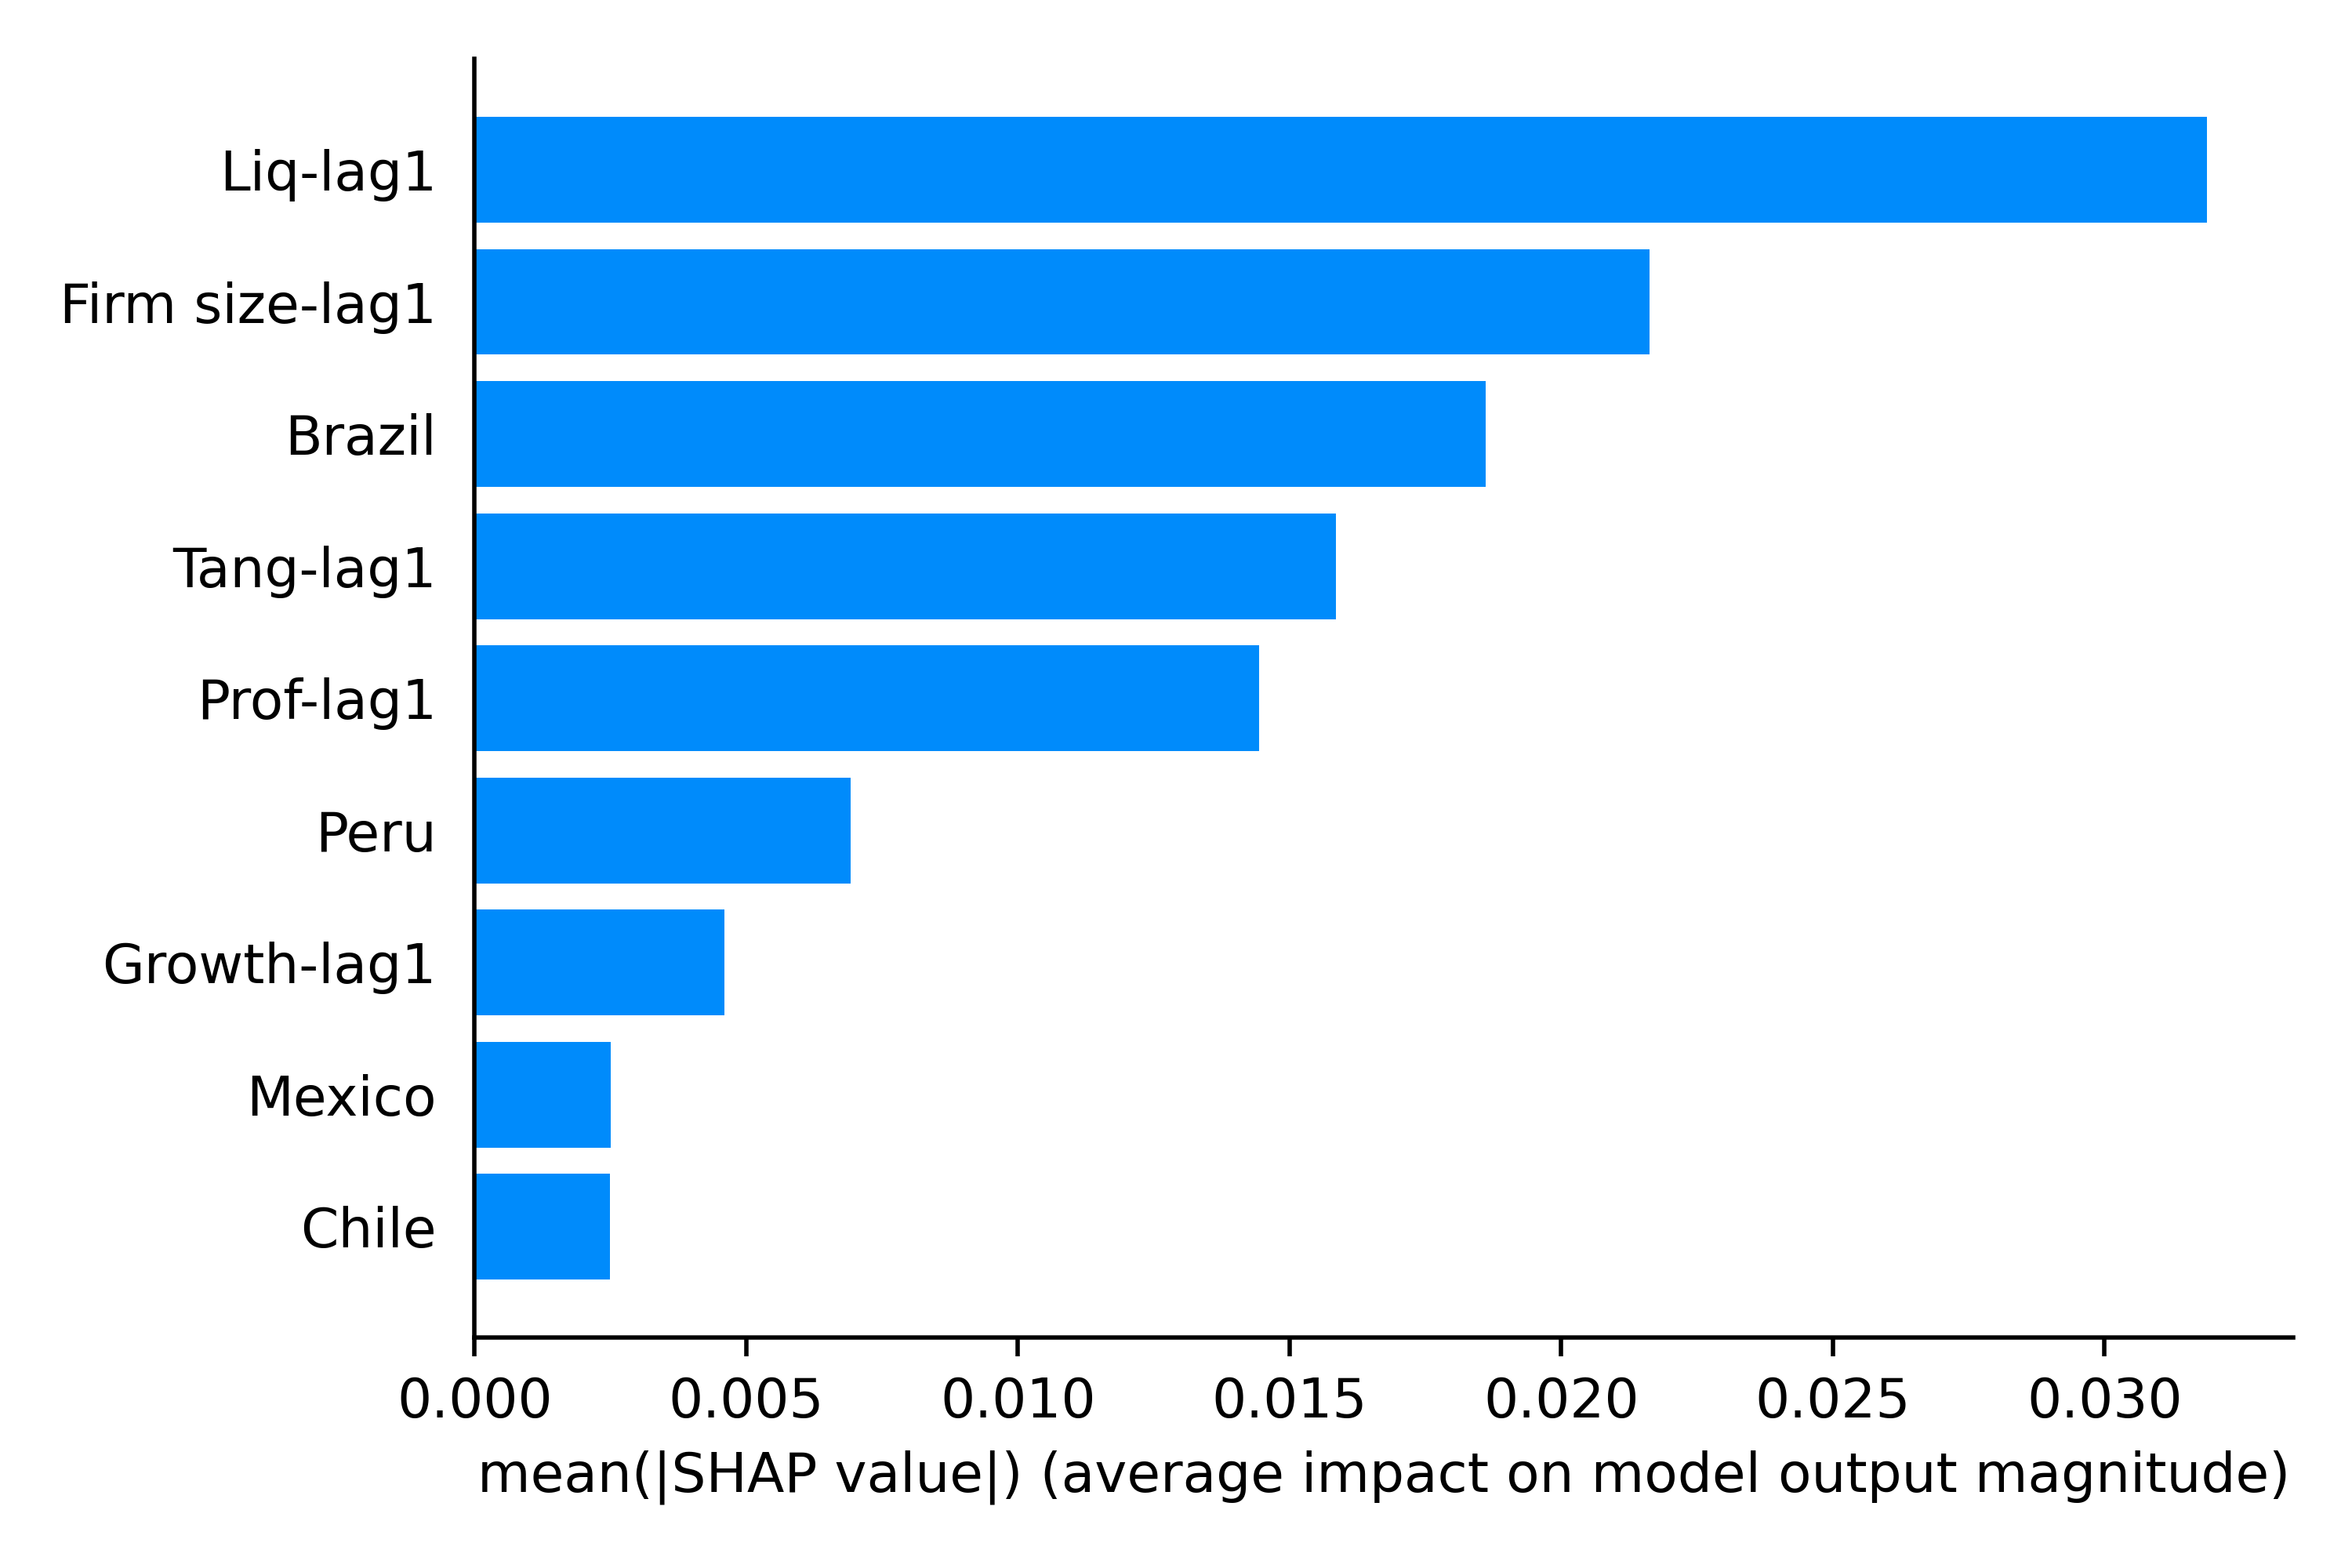 Liq-lag1
Firm size-lag1
Brazil
Tang-lag1
Prof-lag1
Peru
Growth-lag1
Mexico
Chile
0.000 0.005 0.010 0.015 0.020 0.025 0.030
mean(|SHAP value|) (average impact on model output magnitude)